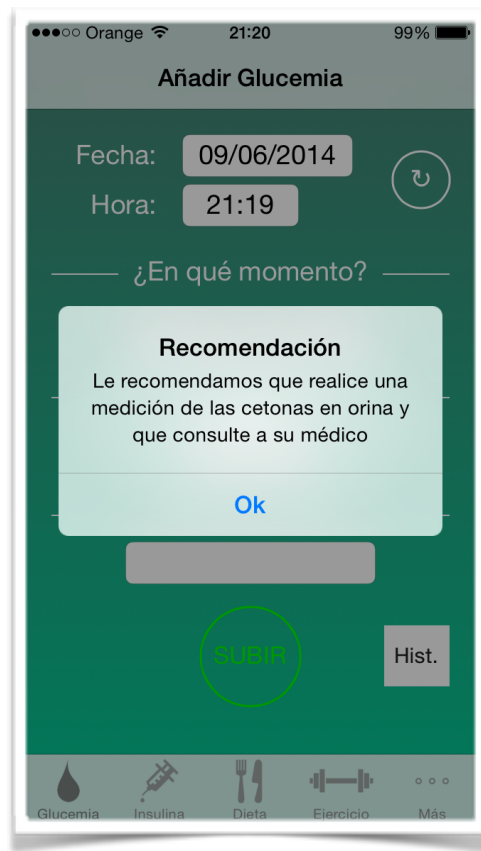 Orange 21:20 99%
Añadir Glucemia
Fecha: 09/06/2014
Hora: 21:19
¿En qué momento?
Recomendación
Le recomendamos que realice una
medición de las cetonas en orina y
que consulte a su médico
Ok
SUBIR
Hist.
Glucemia Insulina Dieta Ejercicio Más